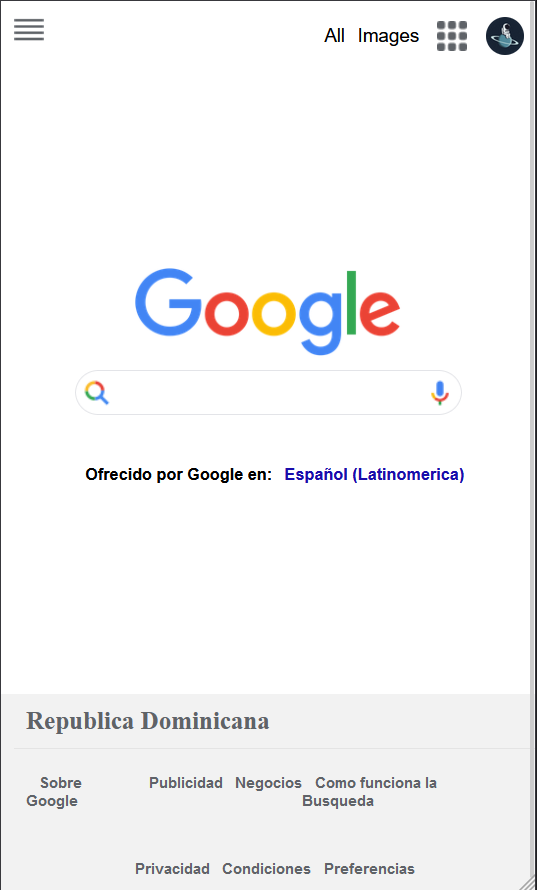 All Images
Google
Ofrecido por Google en: Español (Latinomerica)
Republica Dominicana
Sobre Google
Publicidad
Negocios
Como funciona la Busqueda
Privacidad Condiciones Preferencias